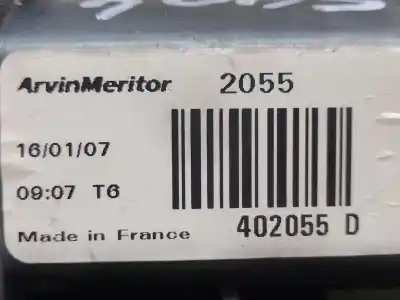 ArvinMeritor 2055
16/01/07
09:07 T6
402055 D
Made in France